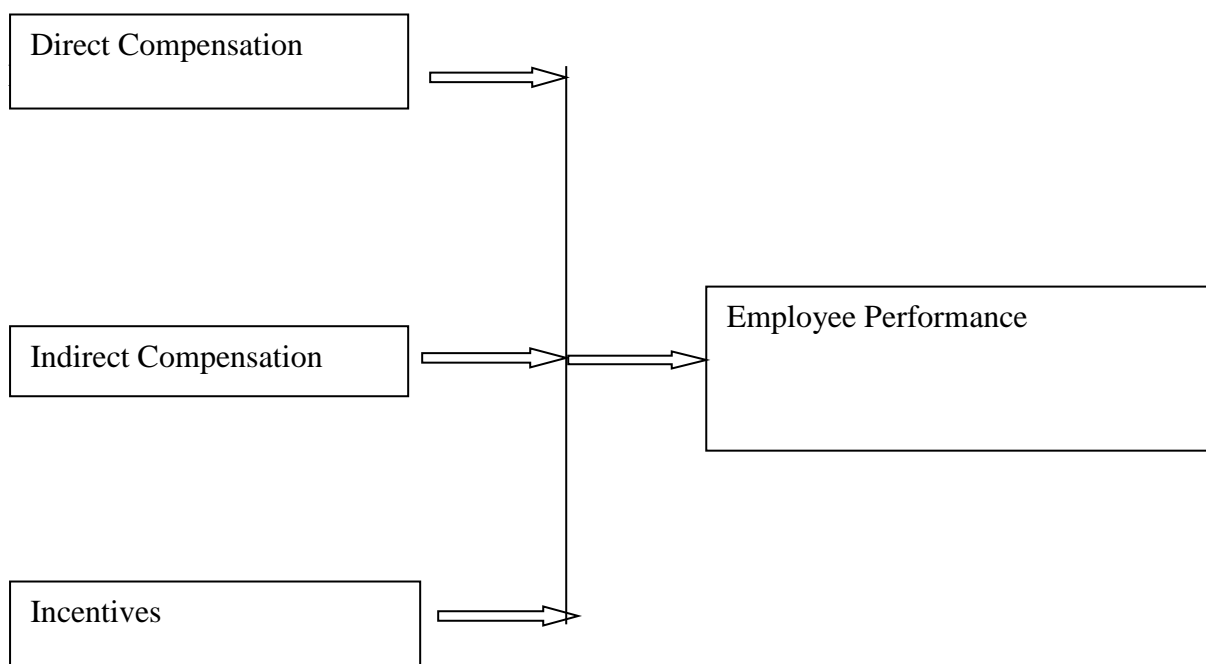 Direct Compensation
Indirect Compensation
Employee Performance
Incentives